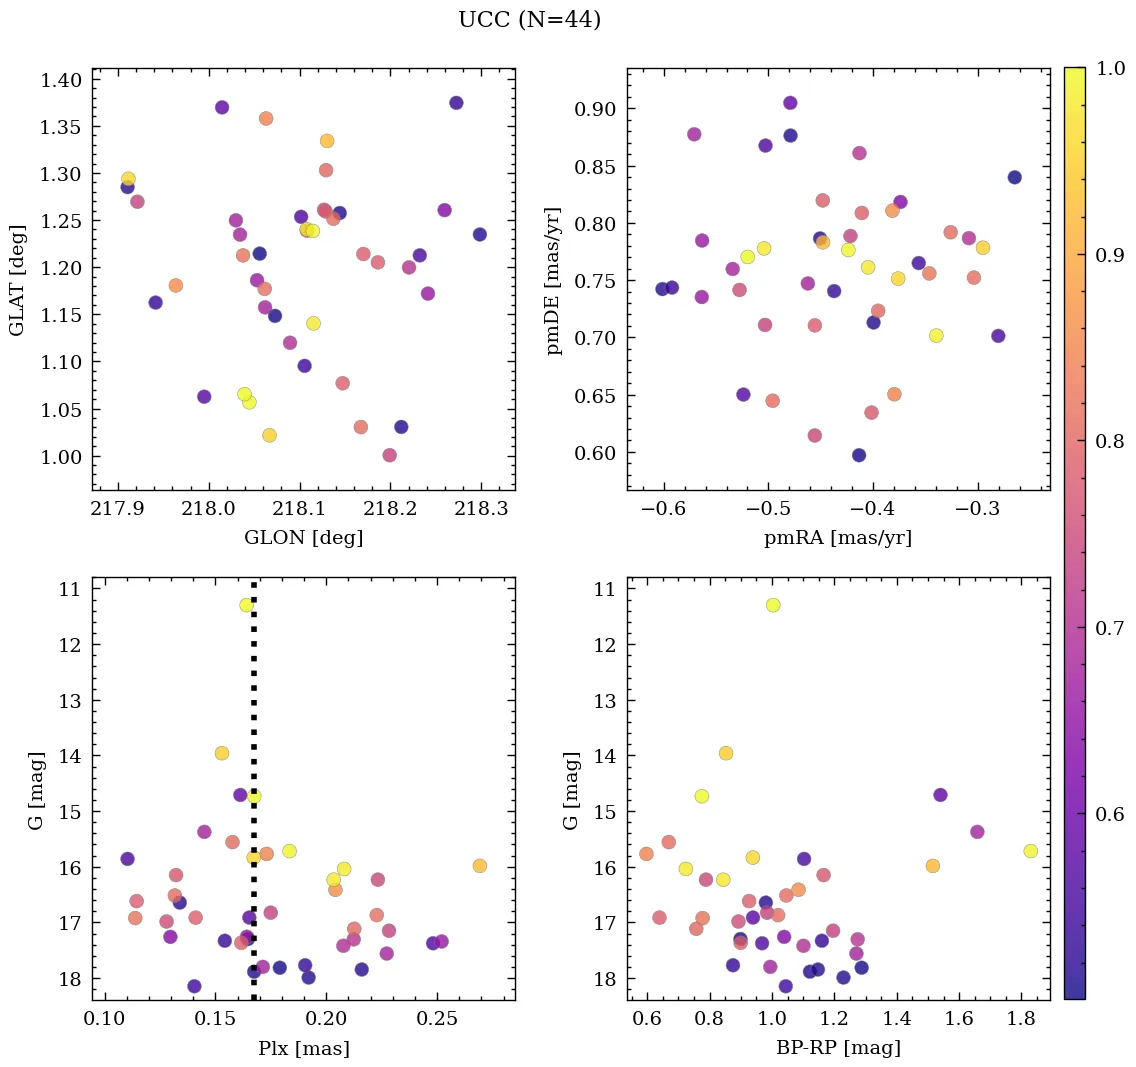 UCC (N=44)
1.40
1.35
1.30
1.25
1.20
1.15
1.10
1.05
1.00
GLAT [deg]
217.9 218.0 218.1 218.2 218.3
GLON [deg]
0.90
0.85
0.80
0.75
0.70
0.65
0.60
pmDE [mas/yr]
−0.6 −0.5 −0.4 −0.3
pmRA [mas/yr]
11
12
13
14
15
16
17
18
G [mag]
0.10 0.15 0.20 0.25
Plx [mas]
11
12
13
14
15
16
17
18
G [mag]
0.6 0.8 1.0 1.2 1.4 1.6 1.8
BP-RP [mag]
1.0
0.9
0.8
0.7
0.6